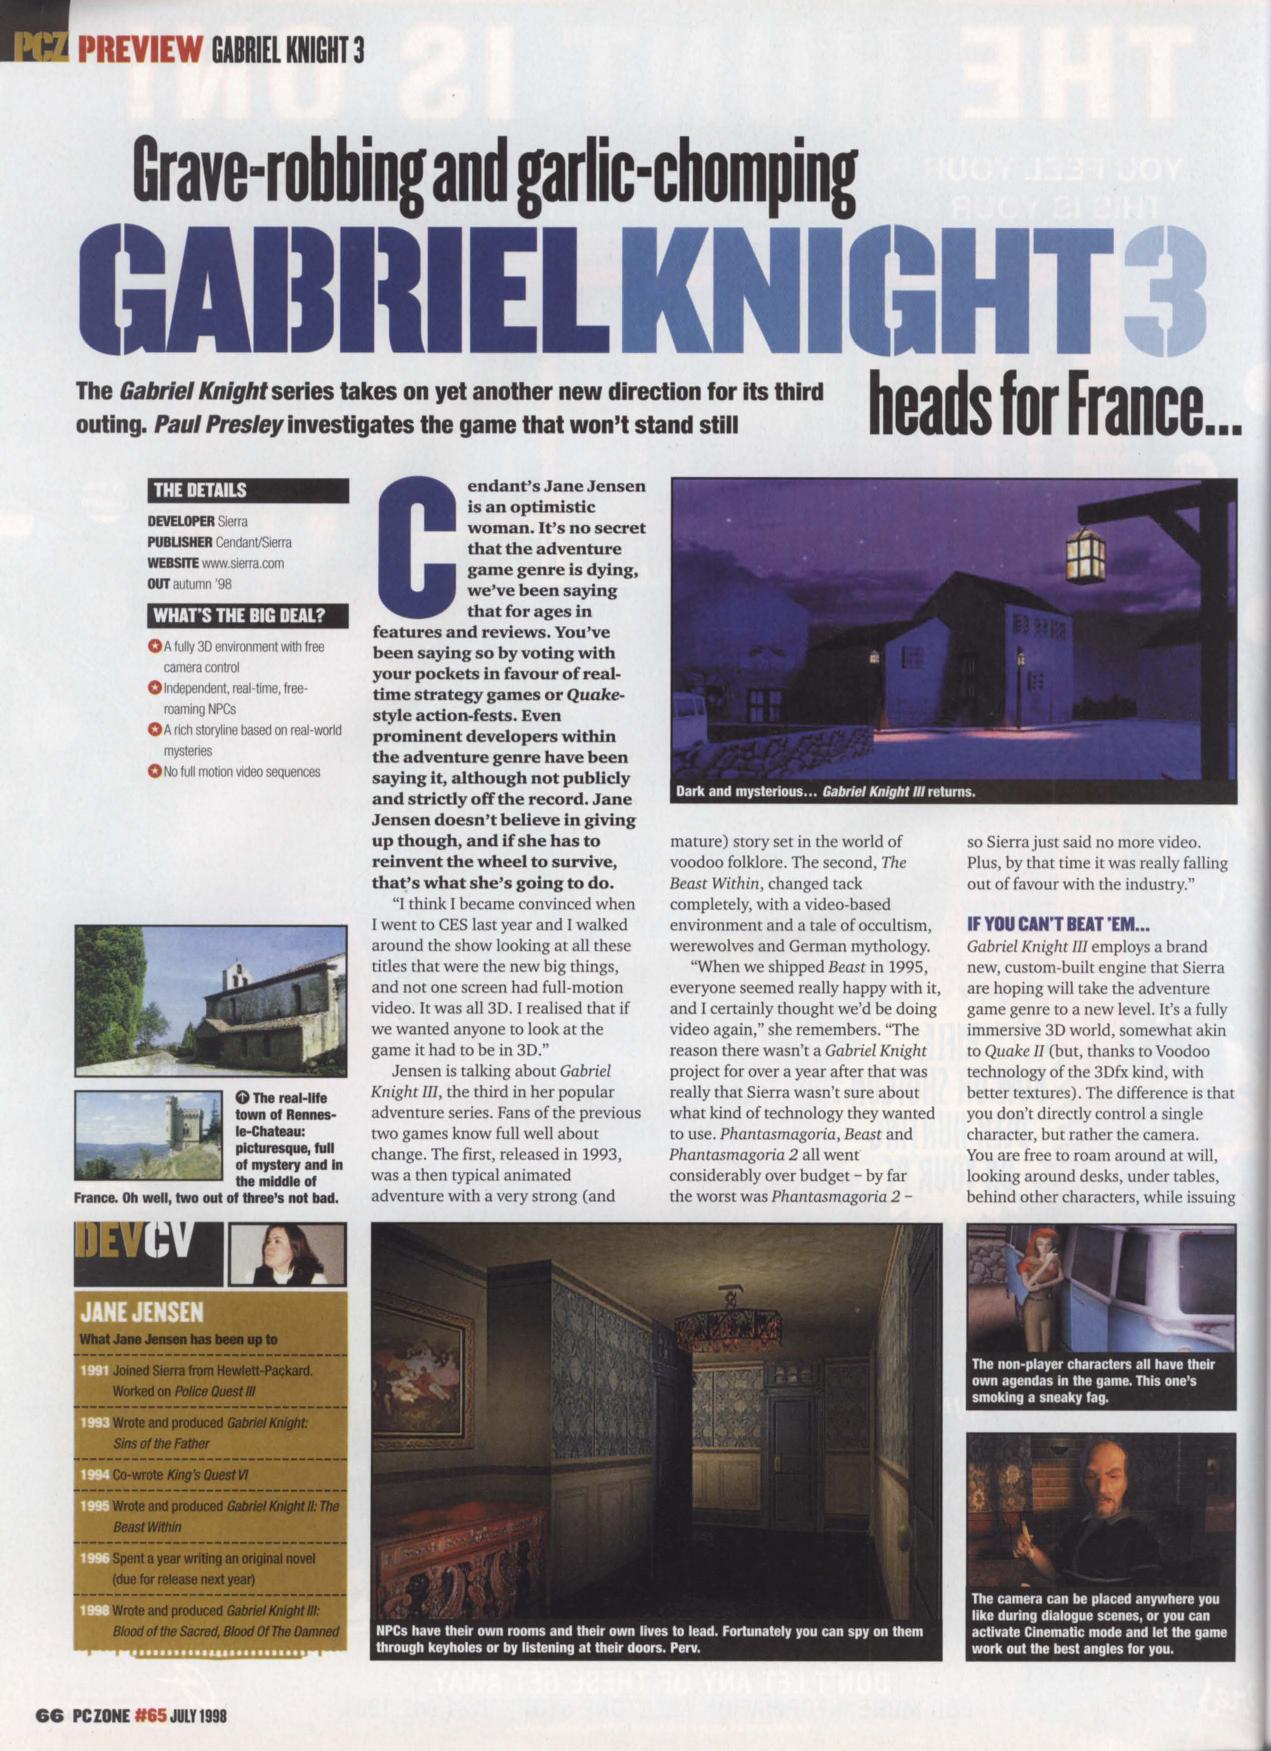 PCZ PREVIEW GABRIEL KNIGHT 3
Grave-robbing and garlic-chomping
GABRIEL KNIGHT 3
heads for France...
The Gabriel Knight series takes on yet another new direction for its third
outing. Paul Presley investigates the game that won't stand still
THE DETAILS
DEVELOPER Sierra
PUBLISHER Cendant/Sierra
WEBSITE www.sierra.com
OUT autumn '98
WHAT'S THE BIG DEAL?
A fully 3D environment with free
camera control
Independent, real-time, free-
roaming NPCs
A rich storyline based on real-world
mysteries
No full motion video sequences
The real-life
town of Rennes-
le-Chateau:
picturesque, full
of mystery and in
the middle of
France. Oh well, two out of three's not bad.
DEVCV
JANE JENSEN
What Jane Jensen has been up to
1991 Joined Sierra from Hewlett-Packard.
Worked on Police Quest III
1993 Wrote and produced Gabriel Knight:
Sins of the Father
1994 Co-wrote King's Quest VI
1995 Wrote and produced Gabriel Knight II: The
Beast Within
1996 Spent a year writing an original novel
(due for release next year)
1998 Wrote and produced Gabriel Knight III:
Blood of the Sacred, Blood Of The Damned
Cendant's Jane Jensen
is an optimistic
woman. It's no secret
that the adventure
game genre is dying,
we've been saying
that for ages in
features and reviews. You've
been saying so by voting with
your pockets in favour of real-
time strategy games or Quake-
style action-fests. Even
prominent developers within
the adventure genre have been
saying it, although not publicly
and strictly off the record. Jane
Jensen doesn't believe in giving
up though, and if she has to
reinvent the wheel to survive,
that's what she's going to do.
"I think I became convinced when
I went to CES last year and I walked
around the show looking at all these
titles that were the new big things,
and not one screen had full-motion
video. It was all 3D. I realised that if
we wanted anyone to look at the
game it had to be in 3D."
Jensen is talking about Gabriel
Knight III, the third in her popular
adventure series. Fans of the previous
two games know full well about
change. The first, released in 1993,
was a then typical animated
adventure with a very strong (and
Dark and mysterious... Gabriel Knight III returns.
mature) story set in the world of
voodoo folklore. The second, The
Beast Within, changed tack
completely, with a video-based
environment and a tale of occultism,
werewolves and German mythology.
"When we shipped Beast in 1995,
everyone seemed really happy with it,
and I certainly thought we'd be doing
video again," she remembers. "The
reason there wasn't a Gabriel Knight
project for over a year after that was
really that Sierra wasn't sure about
what kind of technology they wanted
to use. Phantasmagoria, Beast and
Phantasmagoria 2 all went
considerably over budget – by far
the worst was Phantasmagoria 2 –
so Sierra just said no more video.
Plus, by that time it was really falling
out of favour with the industry."
IF YOU CAN'T BEAT 'EM...
Gabriel Knight III employs a brand
new, custom-built engine that Sierra
are hoping will take the adventure
game genre to a new level. It's a fully
immersive 3D world, somewhat akin
to Quake II (but, thanks to Voodoo
technology of the 3Dfx kind, with
better textures). The difference is that
you don't directly control a single
character, but rather the camera.
You are free to roam around at will,
looking around desks, under tables,
behind other characters, while issuing
NPCs have their own rooms and their own lives to lead. Fortunately you can spy on them
through keyholes or by listening at their doors. Perv.
The non-player characters all have their
own agendas in the game. This one's
smoking a sneaky fag.
The camera can be placed anywhere you
like during dialogue scenes, or you can
activate Cinematic mode and let the game
work out the best angles for you.
66 PC ZONE #65 JULY 1998